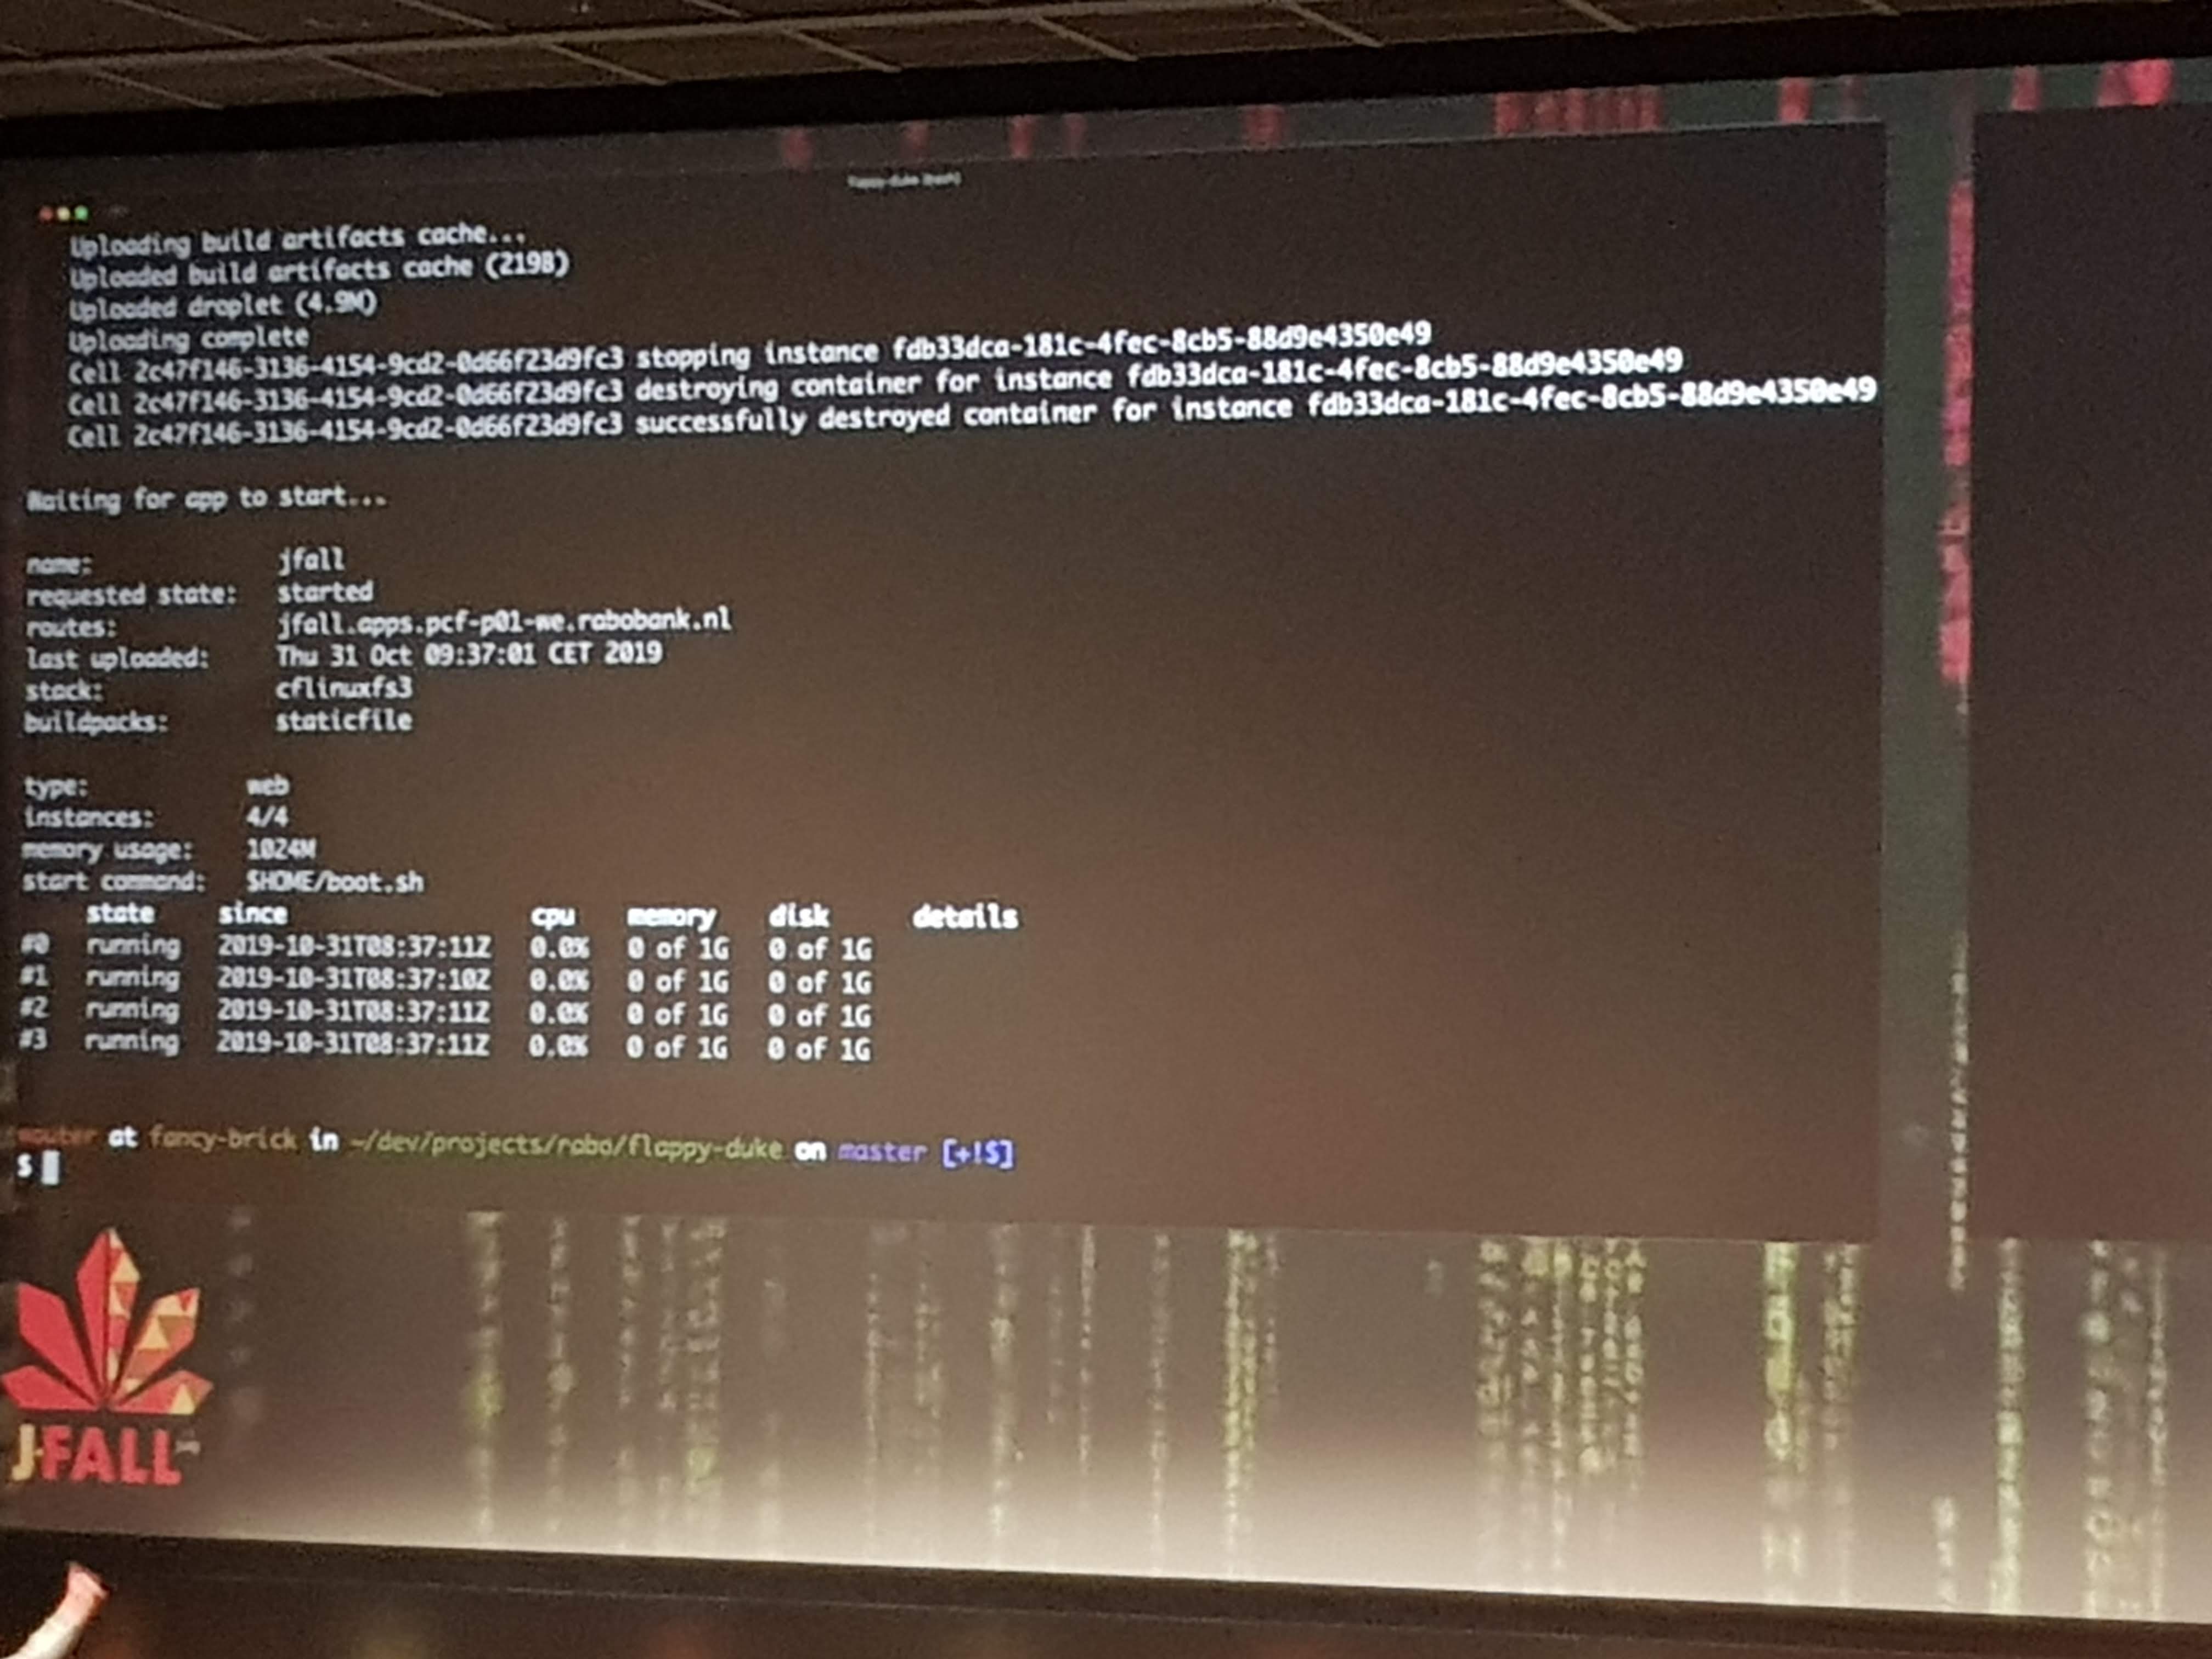 flappy-duke (bash)
Uploading build artifacts cache...
Uploaded build artifacts cache (219B)
Uploaded droplet (4.9M)
Uploading complete
Cell 2c47f146-3136-4154-9cd2-0d66f23d9fc3 stopping instance fdb33dca-181c-4fec-8cb5-88d9e4350e49
Cell 2c47f146-3136-4154-9cd2-0d66f23d9fc3 destroying container for instance fdb33dca-181c-4fec-8cb5-88d9e4350e49
Cell 2c47f146-3136-4154-9cd2-0d66f23d9fc3 successfully destroyed container for instance fdb33dca-181c-4fec-8cb5-88d9e4350e49
Waiting for app to start...
name: jfall
requested state: started
routes: jfall.apps.pcf-p01-we.rabobank.nl
last uploaded: Thu 31 Oct 09:37:01 CET 2019
stack: cflinuxfs3
buildpacks: staticfile
type: web
instances: 4/4
memory usage: 1024M
start command: $HOME/boot.sh
state since cpu memory disk details
#0 running 2019-10-31T08:37:11Z 0.0% 0 of 1G 0 of 1G
#1 running 2019-10-31T08:37:10Z 0.0% 0 of 1G 0 of 1G
#2 running 2019-10-31T08:37:11Z 0.0% 0 of 1G 0 of 1G
#3 running 2019-10-31T08:37:11Z 0.0% 0 of 1G 0 of 1G
at fancy-brick in ~/dev/projects/rabo/flappy-duke on master [+!$]
$
J-FALL